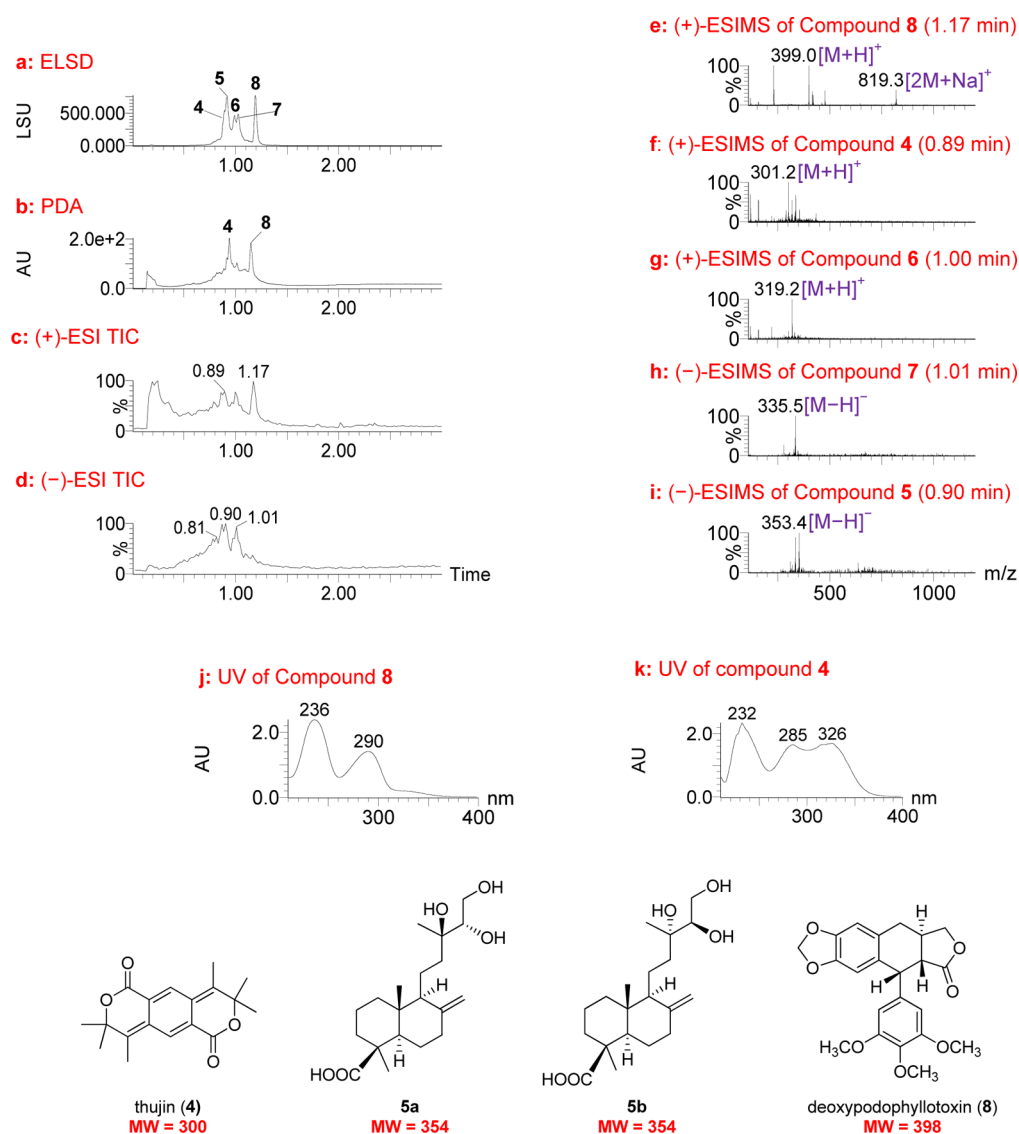 a: ELSD
5
8
4
6
7
LSU
500.000
0.000
1.00
2.00
b: PDA
4
8
AU
2.0e+2
0.0
1.00
2.00
c: (+)-ESI TIC
0.89
1.17
100
%
0
1.00
2.00
d: (−)-ESI TIC
0.90
0.81
1.01
100
%
0
Time
1.00
2.00
e: (+)-ESIMS of Compound 8 (1.17 min)
399.0[M+H]+
819.3[2M+Na]+
100
%
0
f: (+)-ESIMS of Compound 4 (0.89 min)
301.2[M+H]+
100
%
0
g: (+)-ESIMS of Compound 6 (1.00 min)
319.2[M+H]+
100
%
0
h: (−)-ESIMS of Compound 7 (1.01 min)
335.5[M−H]−
100
%
0
i: (−)-ESIMS of Compound 5 (0.90 min)
353.4[M−H]−
100
%
0
m/z
500
1000
j: UV of Compound 8
236
290
2.0
AU
0.0
nm
300
400
k: UV of compound 4
232
285
326
2.0
AU
0.0
nm
300
400
O
O
O
O
thujin (4)
MW = 300
OH
HO
OH
H
H
HOOC
5a
MW = 354
OH
HO
OH
H
H
HOOC
5b
MW = 354
H
O
O
O
H
H
O
H3CO
OCH3
OCH3
deoxypodophyllotoxin (8)
MW = 398